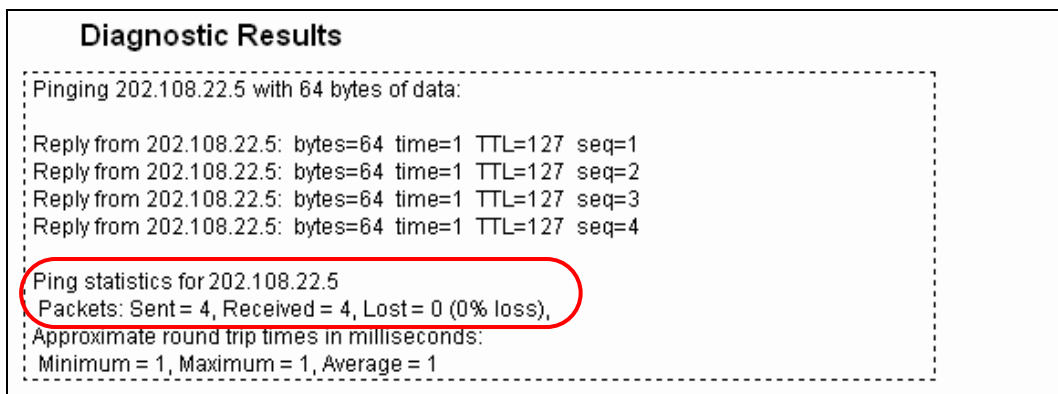 Diagnostic Results
Pinging 202.108.22.5 with 64 bytes of data:
Reply from 202.108.22.5: bytes=64 time=1 TTL=127 seq=1
Reply from 202.108.22.5: bytes=64 time=1 TTL=127 seq=2
Reply from 202.108.22.5: bytes=64 time=1 TTL=127 seq=3
Reply from 202.108.22.5: bytes=64 time=1 TTL=127 seq=4
Ping statistics for 202.108.22.5
Packets: Sent = 4, Received = 4, Lost = 0 (0% loss),
Approximate round trip times in milliseconds:
Minimum = 1, Maximum = 1, Average = 1